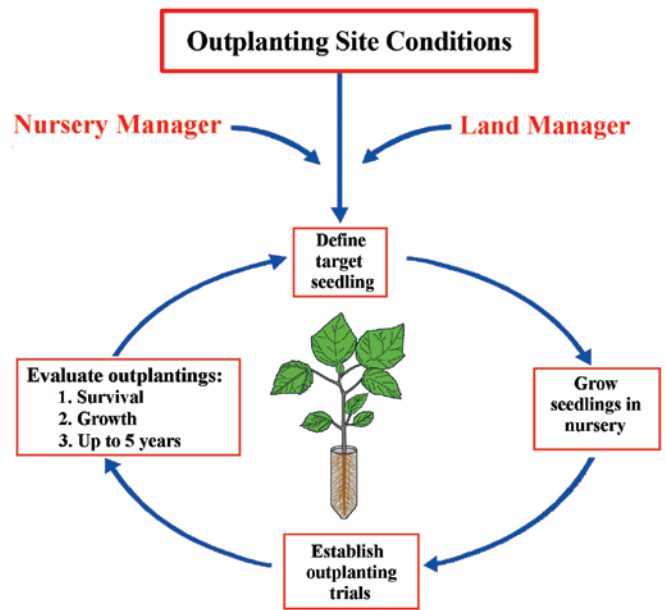 Outplanting Site Conditions
Nursery Manager
Land Manager
Define
target
seedling
Evaluate outplantings:
1. Survival
2. Growth
3. Up to 5 years
Grow
seedlings in
nursery
Establish
outplanting
trials